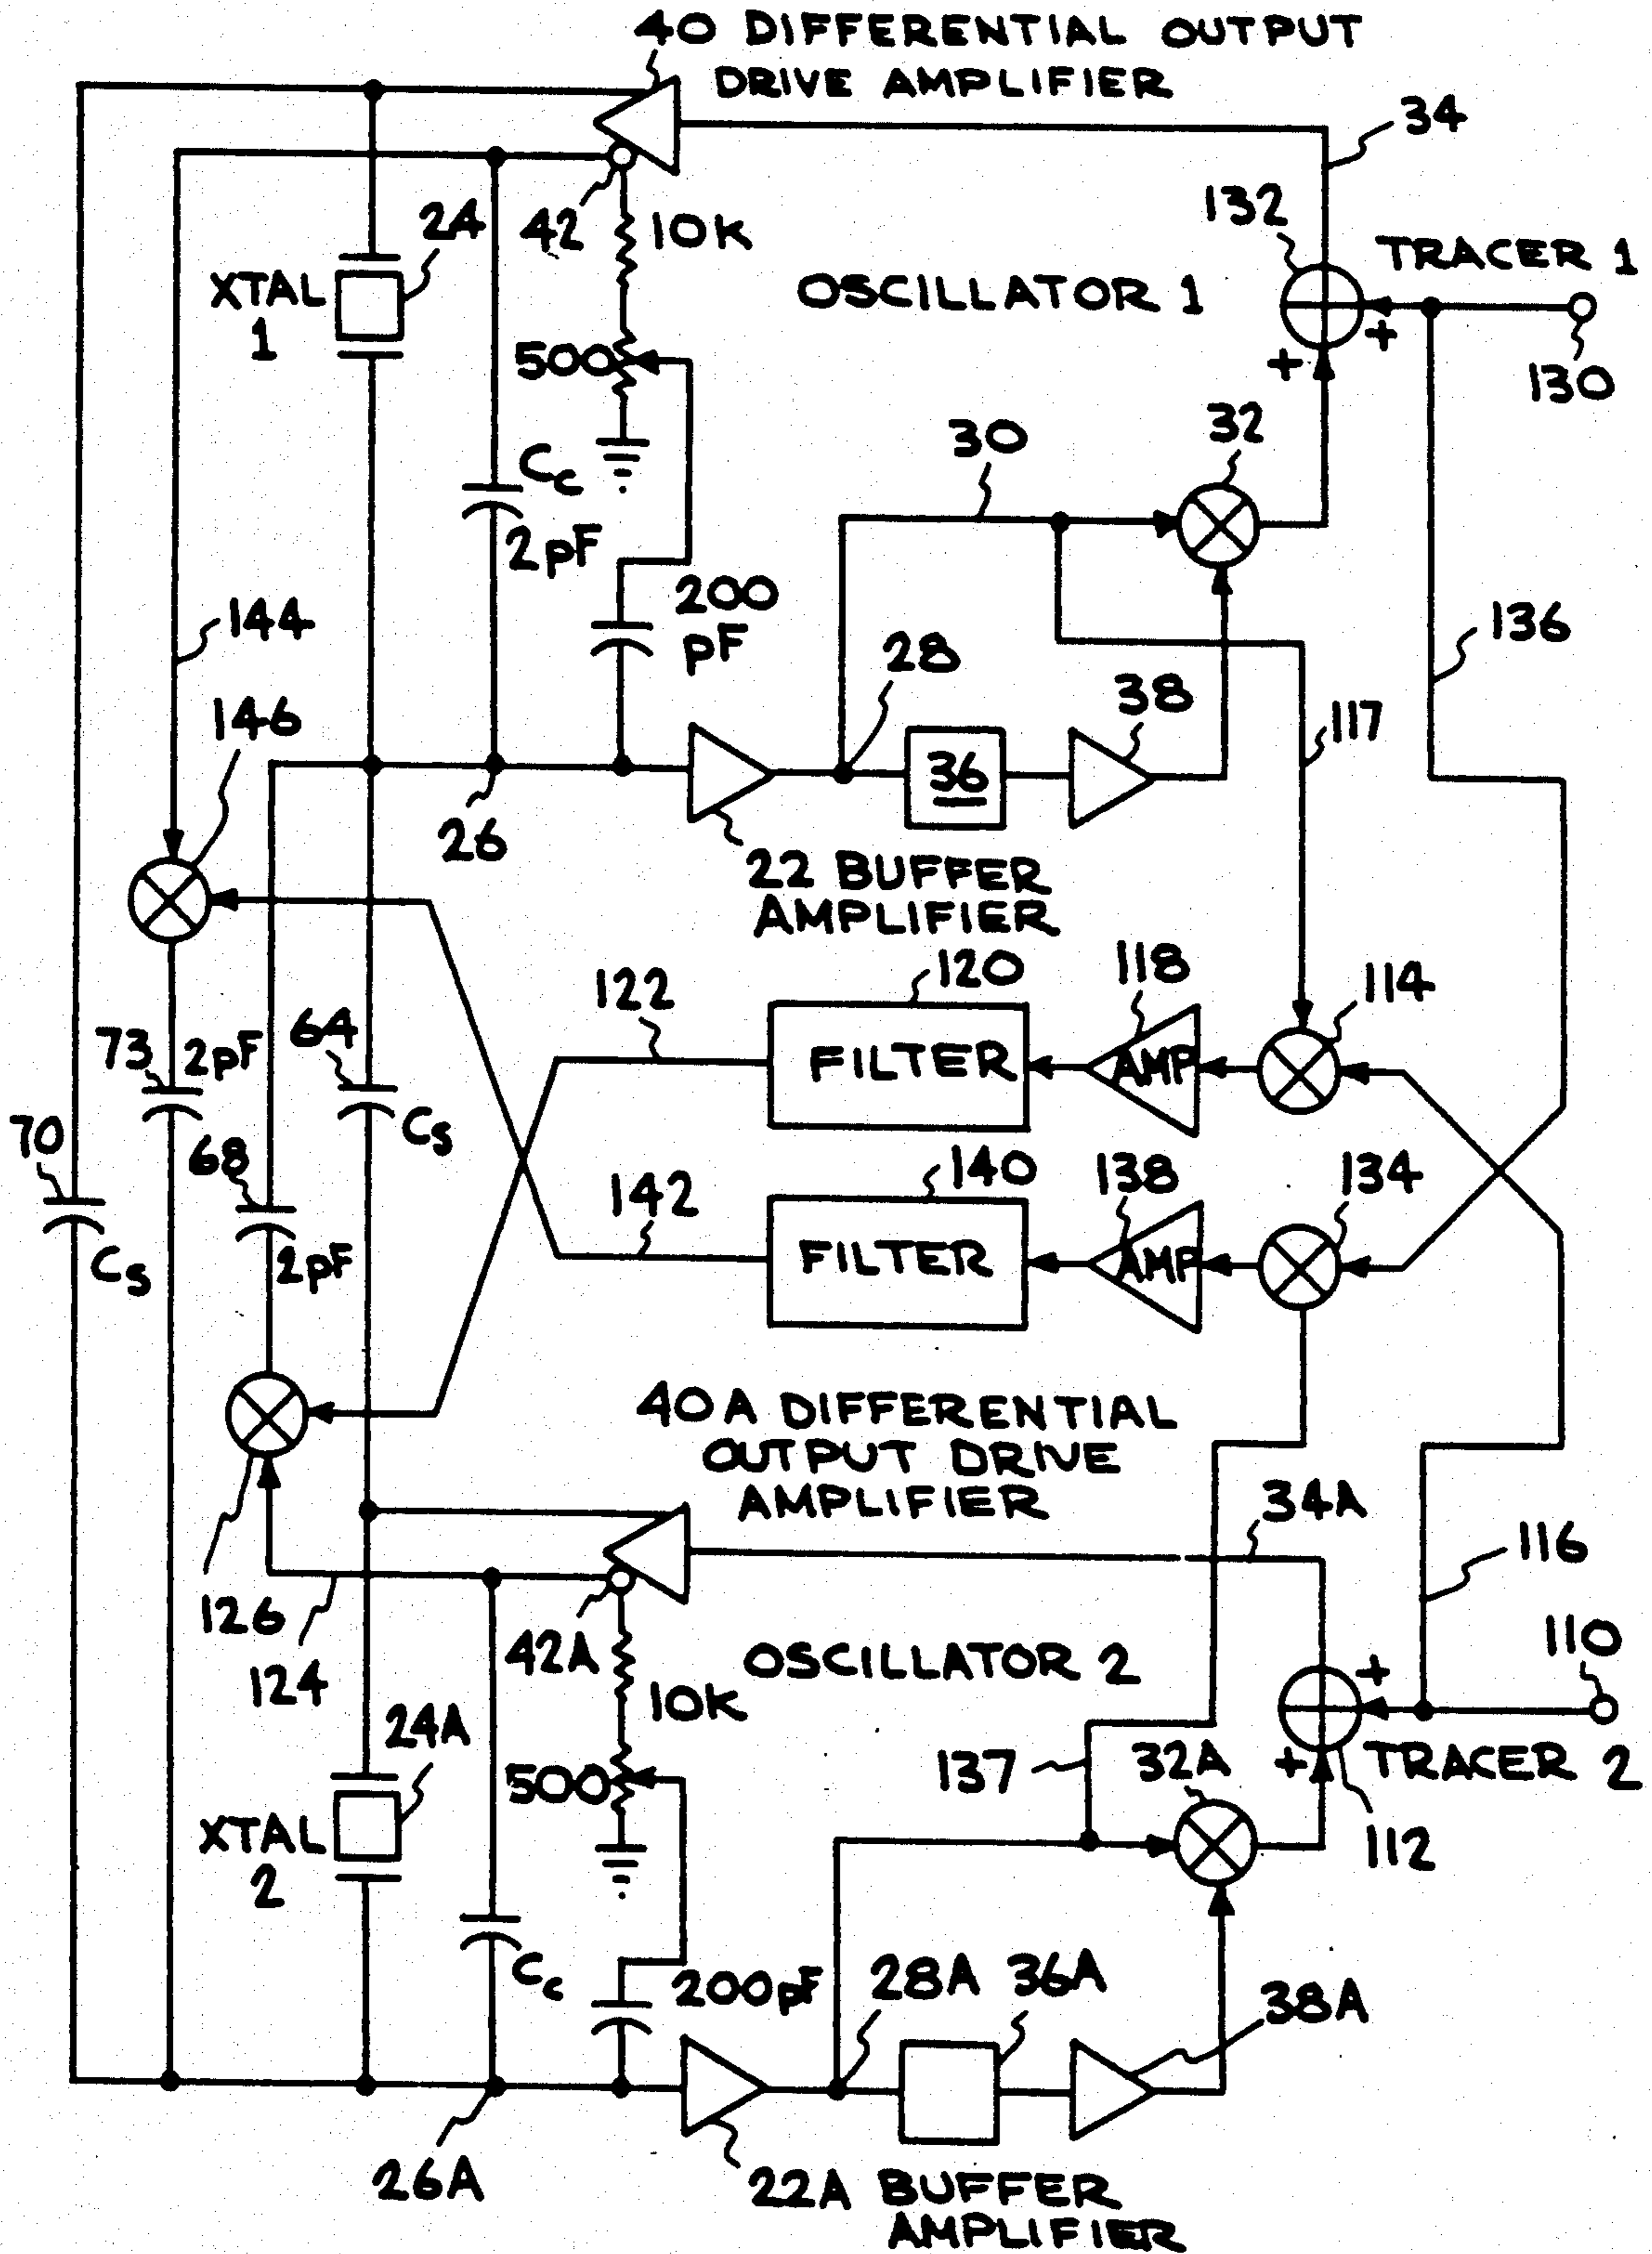 40 DIFFERENTIAL OUTPUT
DRIVE AMPLIFIER
34
132
24
42
10K
TRACER 1
XTAL
1
OSCILLATOR 1
+
+
500
130
30
32
Cc
2pF
200
pF
144
28
136
146
38
117
36
26
22 BUFFER
AMPLIFIER
122
120
118
114
73
2pF
64
FILTER
AMP
70
Cs
68
142
140
138
134
Cs
2pF
FILTER
AMP
40A DIFFERENTIAL
OUTPUT DRIVE
AMPLIFIER
34A
116
126
124
42A
OSCILLATOR 2
110
+
10K
24A
137
32A
+
TRACER 2
500
XTAL
2
112
Cc
200pF
28A
36A
38A
26A
22A BUFFER
AMPLIFIER